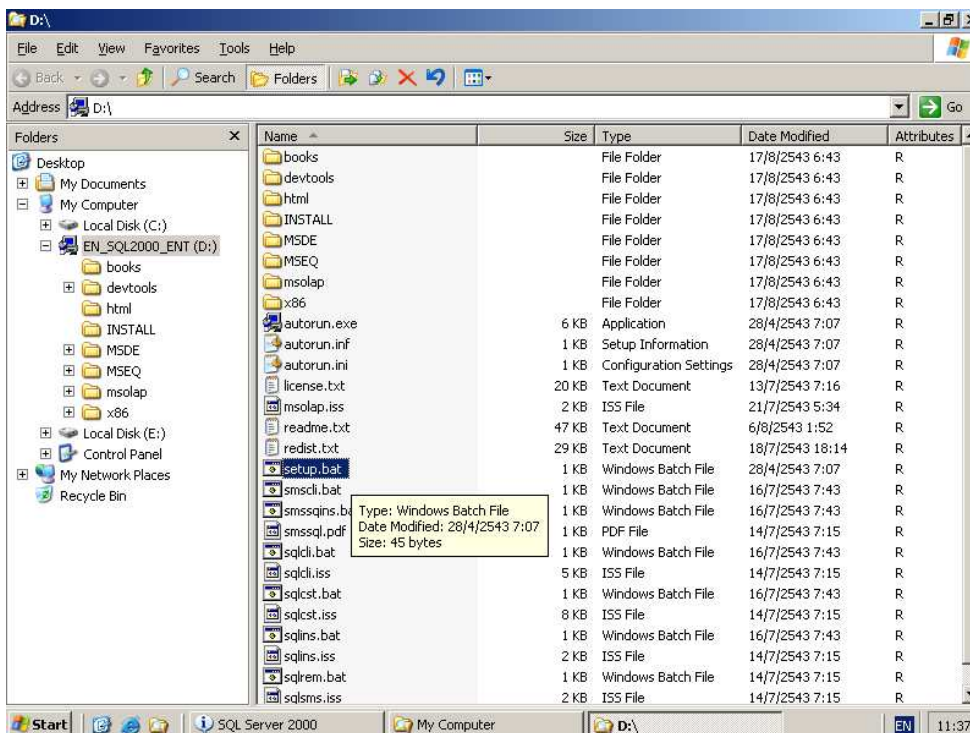 D:\
File Edit View Favorites Tools Help
Back Search Folders
Address D:\ Go
Folders
Desktop
My Documents
My Computer
Local Disk (C:)
EN_SQL2000_ENT (D:)
books
devtools
html
INSTALL
MSDE
MSEQ
msolap
x86
Local Disk (E:)
Control Panel
My Network Places
Recycle Bin
Name Size Type Date Modified Attributes
books File Folder 17/8/2543 6:43 R
devtools File Folder 17/8/2543 6:43 R
html File Folder 17/8/2543 6:43 R
INSTALL File Folder 17/8/2543 6:43 R
MSDE File Folder 17/8/2543 6:43 R
MSEQ File Folder 17/8/2543 6:43 R
msolap File Folder 17/8/2543 6:43 R
x86 File Folder 17/8/2543 6:43 R
autorun.exe 6 KB Application 28/4/2543 7:07 R
autorun.inf 1 KB Setup Information 28/4/2543 7:07 R
autorun.ini 1 KB Configuration Settings 28/4/2543 7:07 R
license.txt 20 KB Text Document 13/7/2543 7:16 R
msolap.iss 2 KB ISS File 21/7/2543 5:34 R
readme.txt 47 KB Text Document 6/8/2543 1:52 R
redist.txt 29 KB Text Document 18/7/2543 18:14 R
setup.bat 1 KB Windows Batch File 28/4/2543 7:07 R
smscli.bat 1 KB Windows Batch File 16/7/2543 7:43 R
smssqins.ba 1 KB Windows Batch File 16/7/2543 7:43 R
smssql.pdf 1 KB PDF File 14/7/2543 7:15 R
sqlcli.bat 1 KB Windows Batch File 16/7/2543 7:43 R
sqlcli.iss 5 KB ISS File 14/7/2543 7:15 R
sqlcst.bat 1 KB Windows Batch File 16/7/2543 7:43 R
sqlcst.iss 8 KB ISS File 14/7/2543 7:15 R
sqlins.bat 1 KB Windows Batch File 16/7/2543 7:43 R
sqlins.iss 2 KB ISS File 14/7/2543 7:15 R
sqlrem.bat 1 KB Windows Batch File 14/7/2543 7:15 R
sqlsms.iss 2 KB ISS File 14/7/2543 7:15 R
Type: Windows Batch File
Date Modified: 28/4/2543 7:07
Size: 45 bytes
Start SQL Server 2000 My Computer D:\ EN 11:37